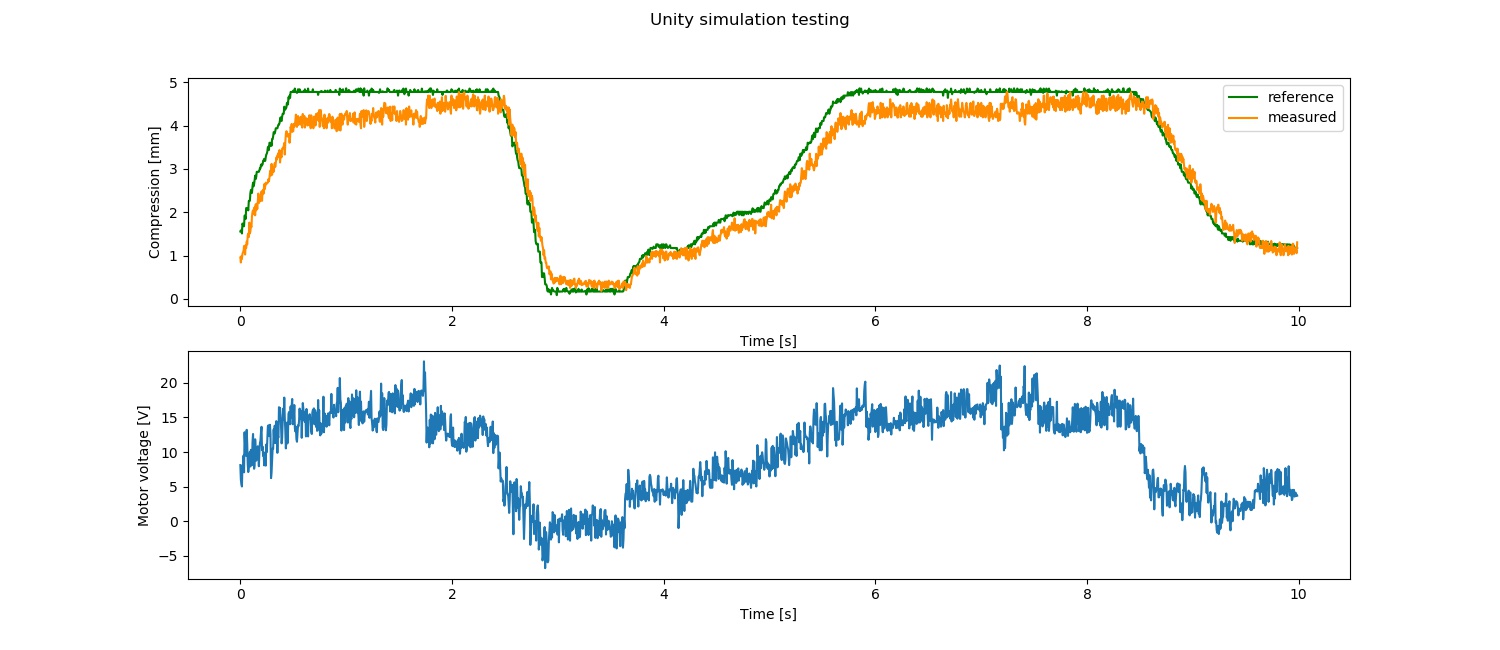 Unity simulation testing
5
4
3
2
1
0
Compression [mm]
reference
measured
0 2 4 6 8 10
Time [s]
20
15
10
5
0
−5
Motor voltage [V]
0 2 4 6 8 10
Time [s]